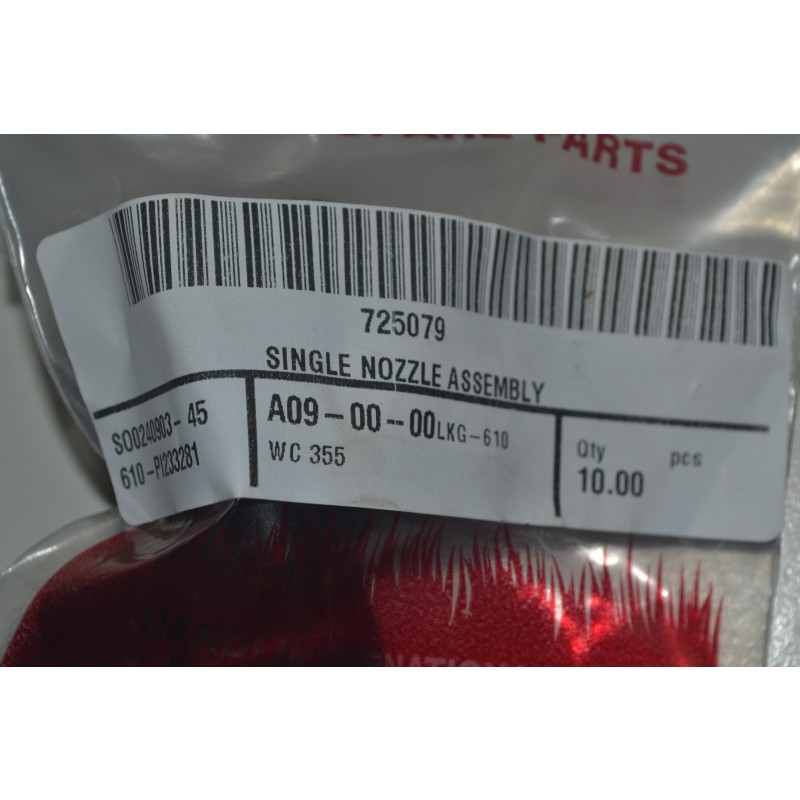 PARTS
725079
SINGLE NOZZLE ASSEMBLY
SO0240903-45
610-PI233281
A09-00-00LKG-610
WC 355
Qty pcs
10.00